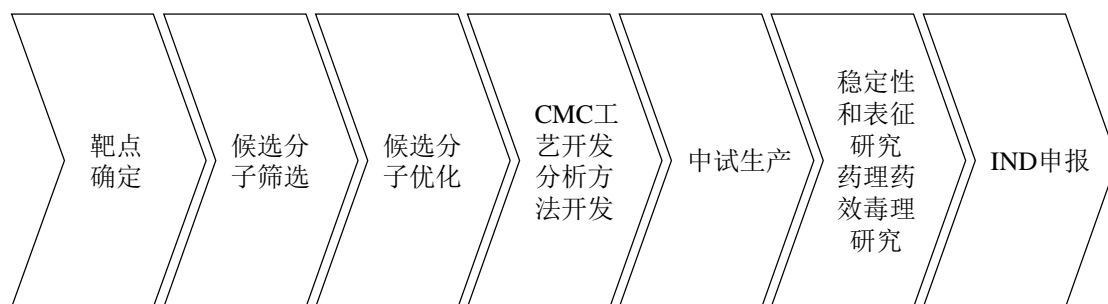 靶点
确定
候选分
子筛选
候选分
子优化
CMC工
艺开发
分析方
法开发
中试生产
稳定性
和表征
研究
药理药
效毒理
研究
IND申报